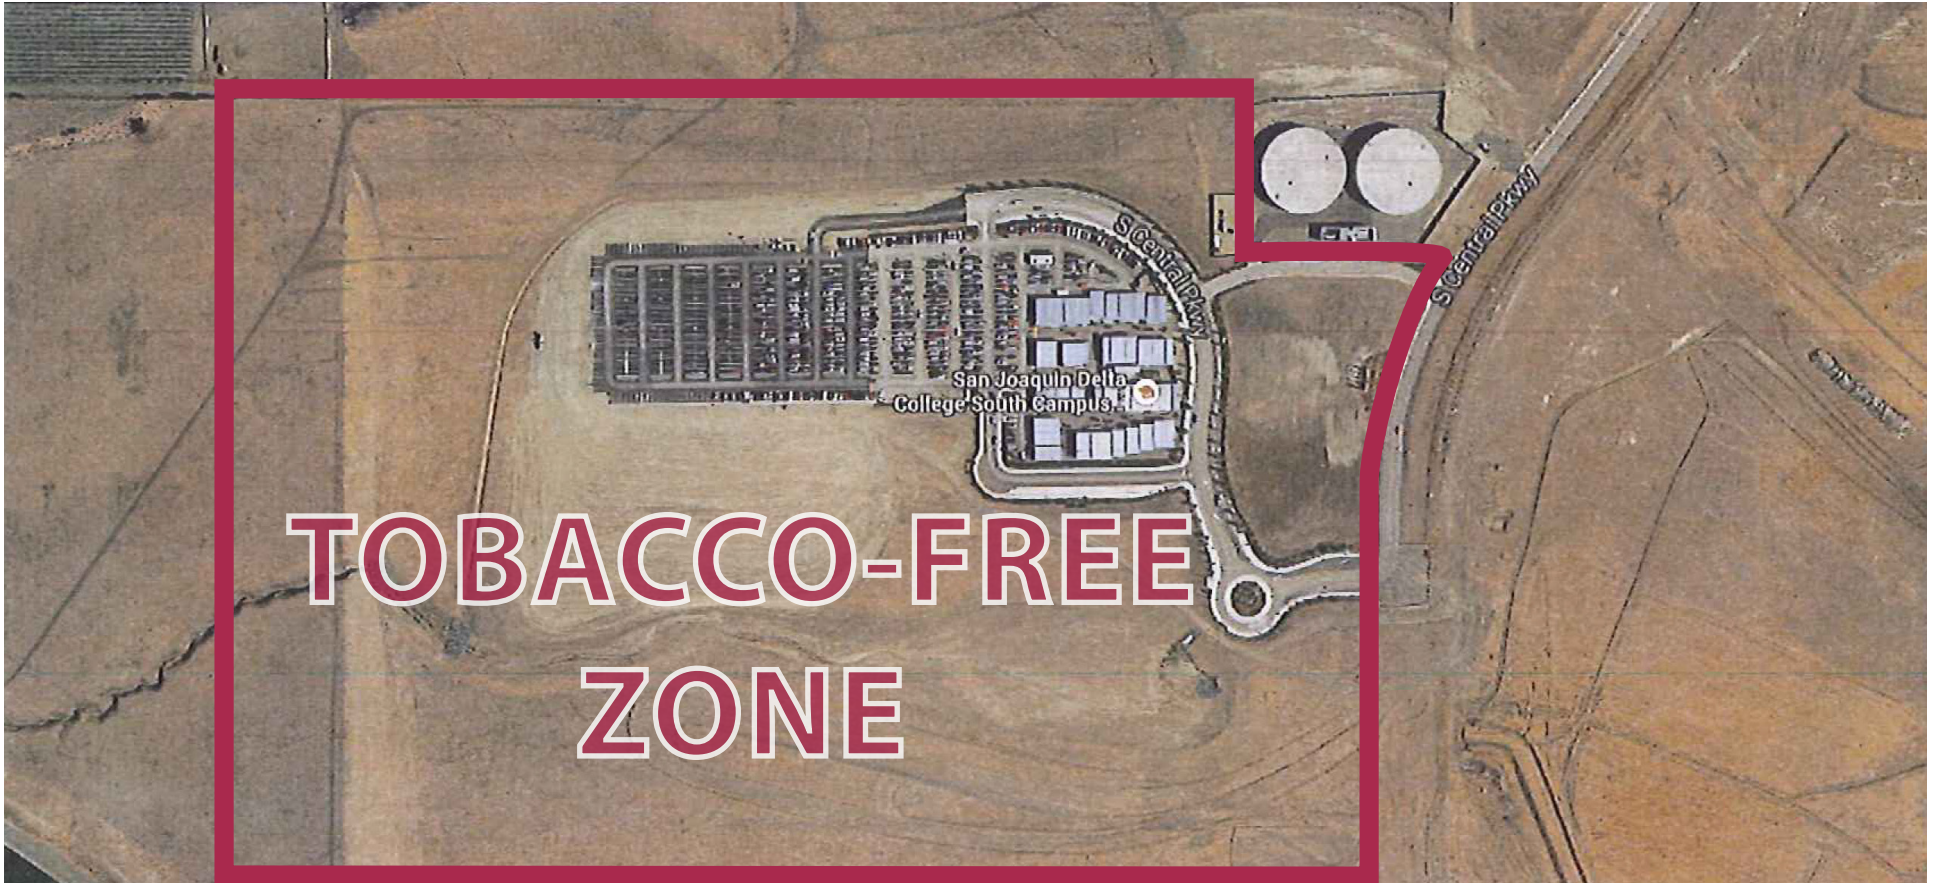 S Central Pkwy
S Central Pkwy
San Joaquin Delta
College South Campus...
TOBACCO-FREE
ZONE